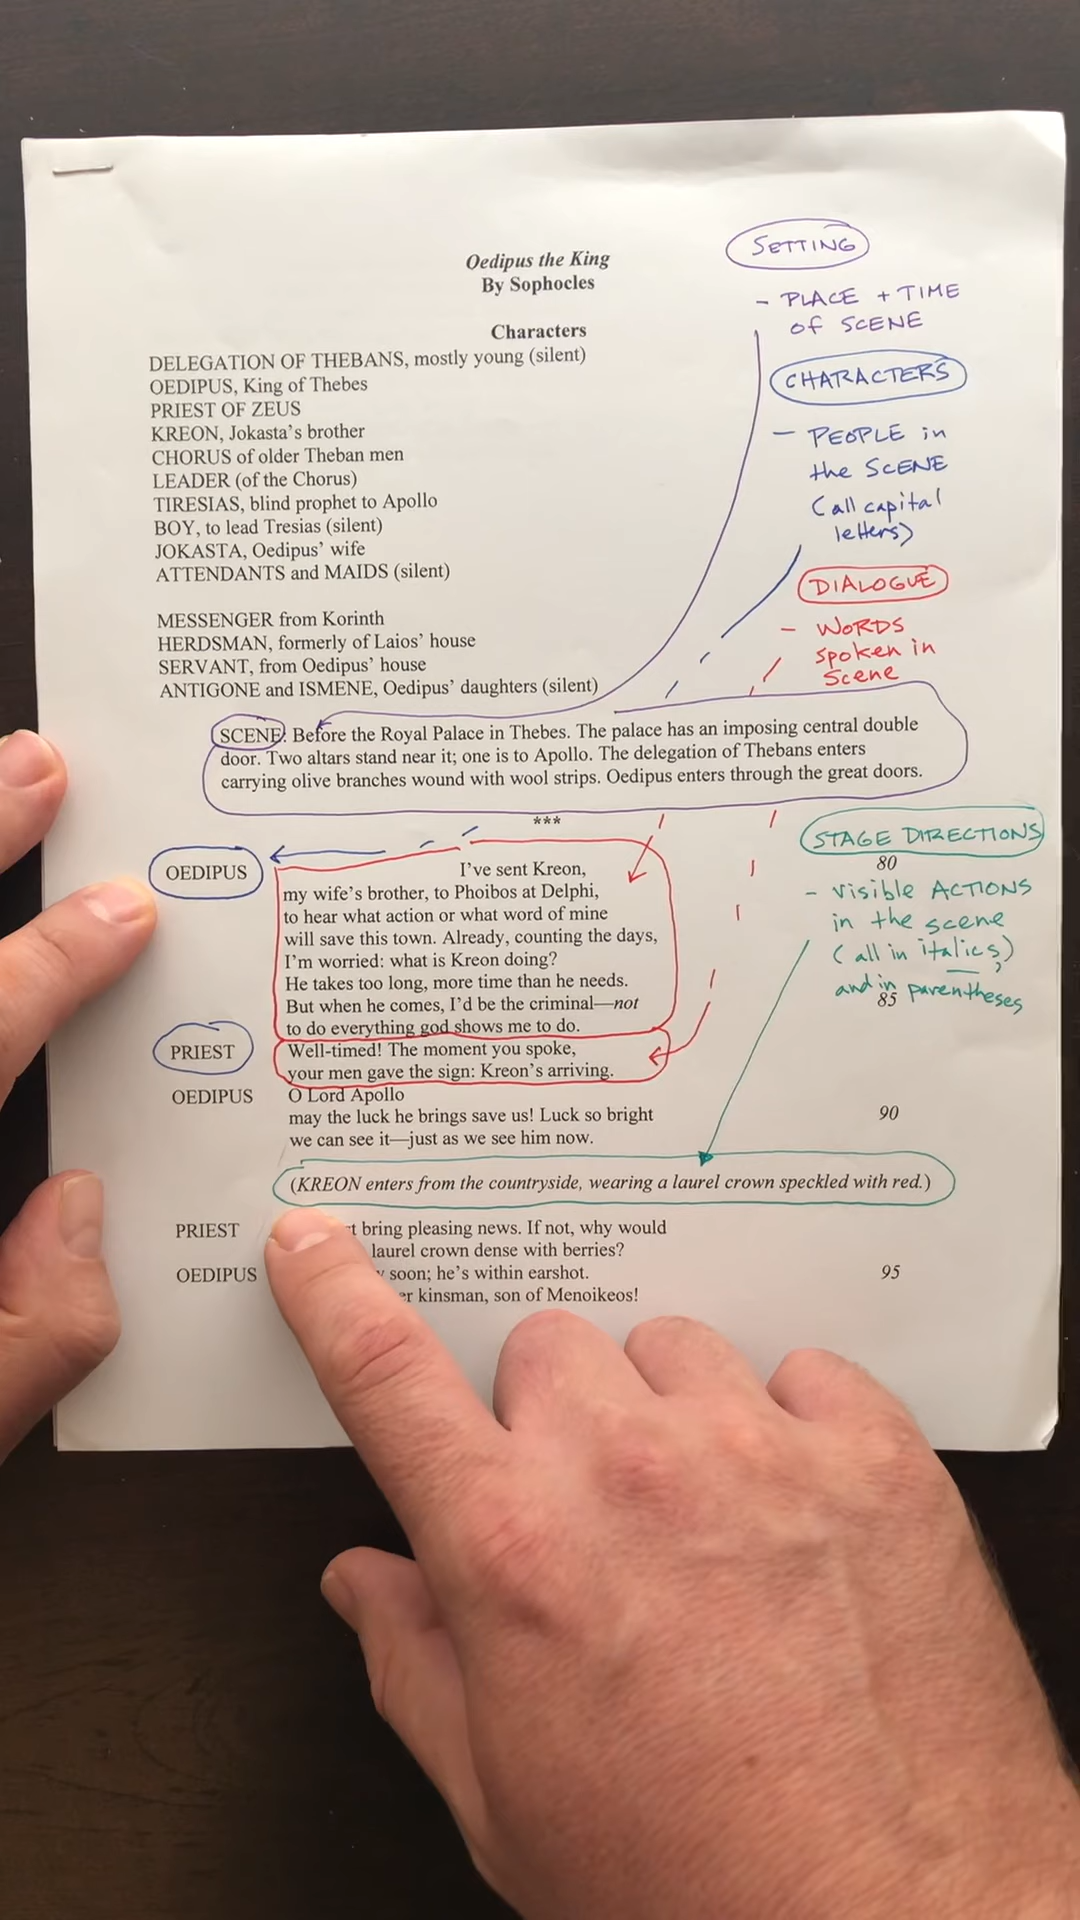 Oedipus the King
By Sophocles
Characters
DELEGATION OF THEBANS, mostly young (silent)
OEDIPUS, King of Thebes
PRIEST OF ZEUS
KREON, Jokasta's brother
CHORUS of older Theban men
LEADER (of the Chorus)
TIRESIAS, blind prophet to Apollo
BOY, to lead Tresias (silent)
JOKASTA, Oedipus' wife
ATTENDANTS and MAIDS (silent)
MESSENGER from Korinth
HERDSMAN, formerly of Laios' house
SERVANT, from Oedipus' house
ANTIGONE and ISMENE, Oedipus' daughters (silent)
SETTING
- PLACE + TIME
OF SCENE
CHARACTERS
- PEOPLE in
the SCENE
(all capital
letters)
DIALOGUE
- WORDS
spoken in
Scene
SCENE: Before the Royal Palace in Thebes. The palace has an imposing central double
door. Two altars stand near it; one is to Apollo. The delegation of Thebans enters
carrying olive branches wound with wool strips. Oedipus enters through the great doors.
***
STAGE DIRECTIONS
- visible ACTIONS
in the scene
(all in italics),
and in parentheses
OEDIPUS I've sent Kreon, 80
my wife's brother, to Phoibos at Delphi,
to hear what action or what word of mine
will save this town. Already, counting the days,
I'm worried: what is Kreon doing?
He takes too long, more time than he needs. 85
But when he comes, I'd be the criminal—not
to do everything god shows me to do.
PRIEST Well-timed! The moment you spoke,
your men gave the sign: Kreon's arriving.
OEDIPUS O Lord Apollo
may the luck he brings save us! Luck so bright 90
we can see it—just as we see him now.
(KREON enters from the countryside, wearing a laurel crown speckled with red.)
PRIEST bring pleasing news. If not, why would
laurel crown dense with berries?
OEDIPUS soon; he's within earshot. 95
kinsman, son of Menoikeos!